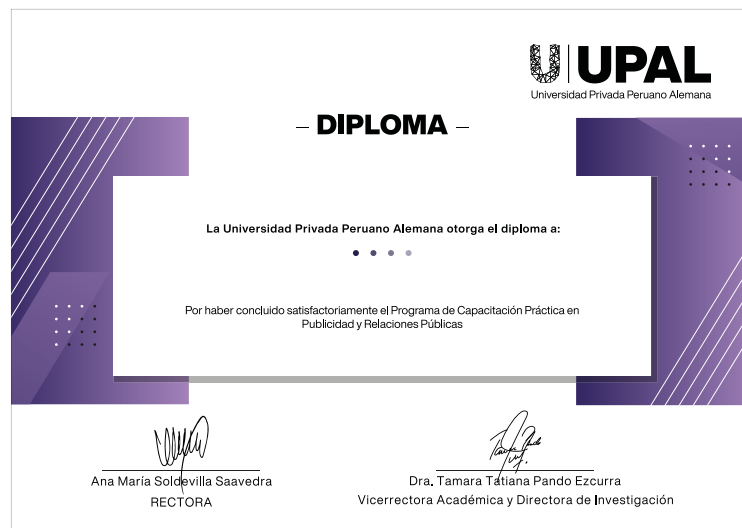 UPAL
Universidad Privada Peruano Alemana
– DIPLOMA –
La Universidad Privada Peruano Alemana otorga el diploma a:
Por haber concluido satisfactoriamente el Programa de Capacitación Práctica en
Publicidad y Relaciones Públicas
Ana María Soldevilla Saavedra
RECTORA
Dra. Tamara Tatiana Pando Ezcurra
Vicerrectora Académica y Directora de Investigación